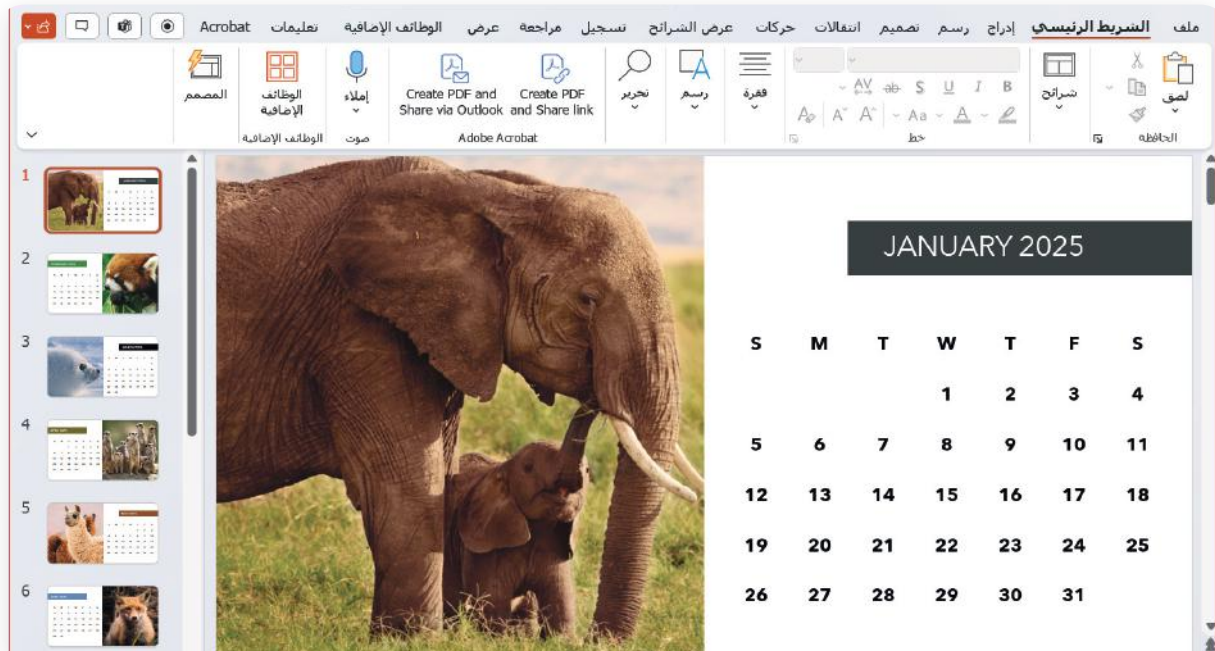 ملف الشريط الرئيسي إدراج رسم تصميم انتقالات حركات عرض الشرائح تسجيل مراجعة عرض الوظائف الإضافية تعليمات Acrobat
لصق
الحافظة
شرائح
B I U S ab AV
A A Aa A A
خط
فقرة
رسم
تحرير
Create PDF and Share link
Create PDF and Share via Outlook
Adobe Acrobat
إملاء
صوت
الوظائف الإضافية
الوظائف الإضافية
المصمم
1
2
3
4
5
6
JANUARY 2025
S M T W T F S
1 2 3 4
5 6 7 8 9 10 11
12 13 14 15 16 17 18
19 20 21 22 23 24 25
26 27 28 29 30 31